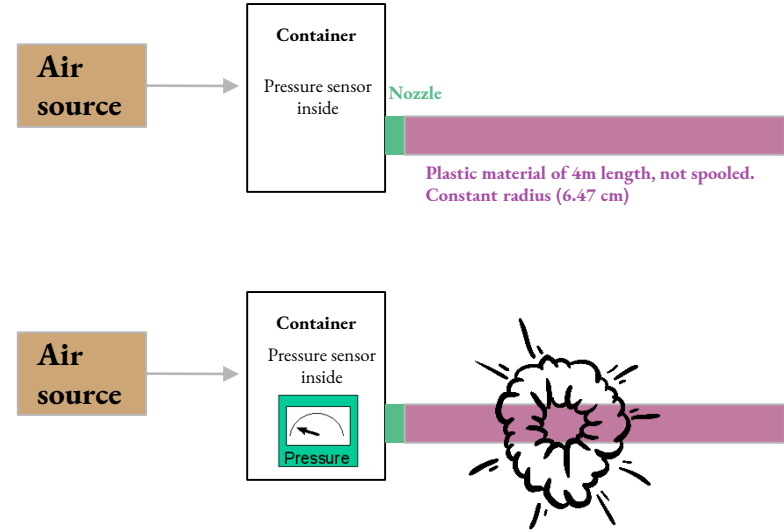 Container
Air
source
Pressure sensor
inside
Nozzle
Plastic material of 4m length, not spooled.
Constant radius (6.47 cm)
Container
Air
source
Pressure sensor
inside
Pressure